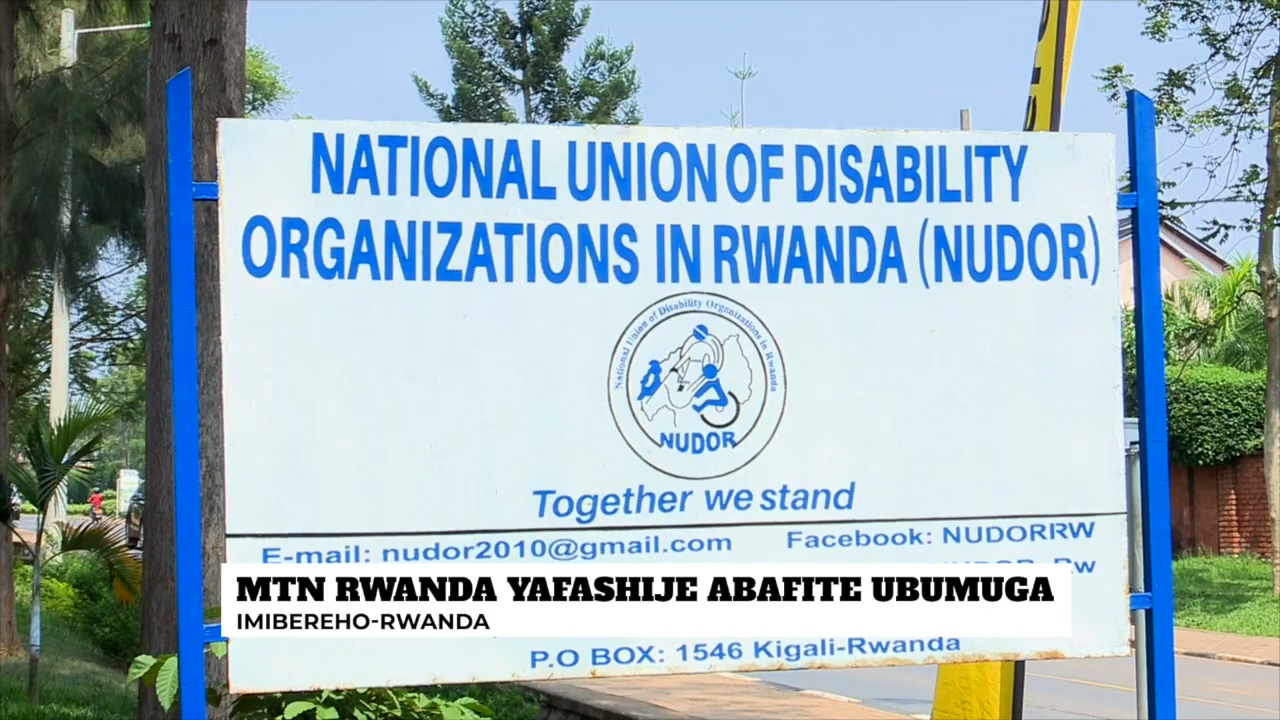 NATIONAL UNION OF DISABILITY
ORGANIZATIONS IN RWANDA (NUDOR)
National Union of Disability Organizations in Rwanda
NUDOR
Together we stand
E-mail: nudor2010@gmail.com
Facebook: NUDORRW
MTN RWANDA YAFASHIJE ABAFITE UBUMUGA
IMIBEREHO-RWANDA
P.O BOX: 1546 Kigali-Rwanda